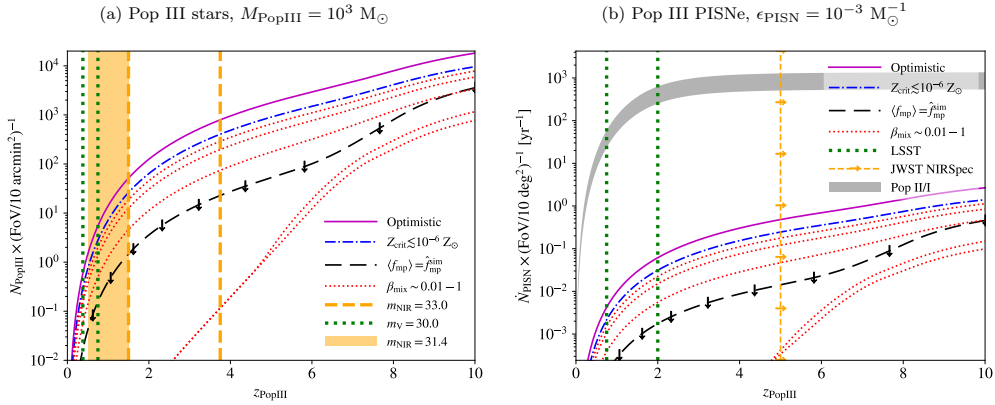 (a) Pop III stars, M_PopIII = 10^3 M_⊙
N_PopIII × (FoV/10 arcmin^2)^−1
10^4
10^3
10^2
10^1
10^0
10^−1
10^−2
Optimistic
Z_crit ≲ 10^−6 Z_⊙
⟨f_mp⟩ = f̂_mp^sim
β_mix ~ 0.01 − 1
m_NIR = 33.0
m_V = 30.0
m_NIR = 31.4
0 2 4 6 8 10
z_PopIII
(b) Pop III PISNe, ϵ_PISN = 10^−3 M_⊙^−1
Ṅ_PISN × (FoV/10 deg^2)^−1 [yr^−1]
10^3
10^2
10^1
10^0
10^−1
10^−2
10^−3
Optimistic
Z_crit ≲ 10^−6 Z_⊙
⟨f_mp⟩ = f̂_mp^sim
β_mix ~ 0.01 − 1
LSST
JWST NIRSpec
Pop II/I
0 2 4 6 8 10
z_PopIII